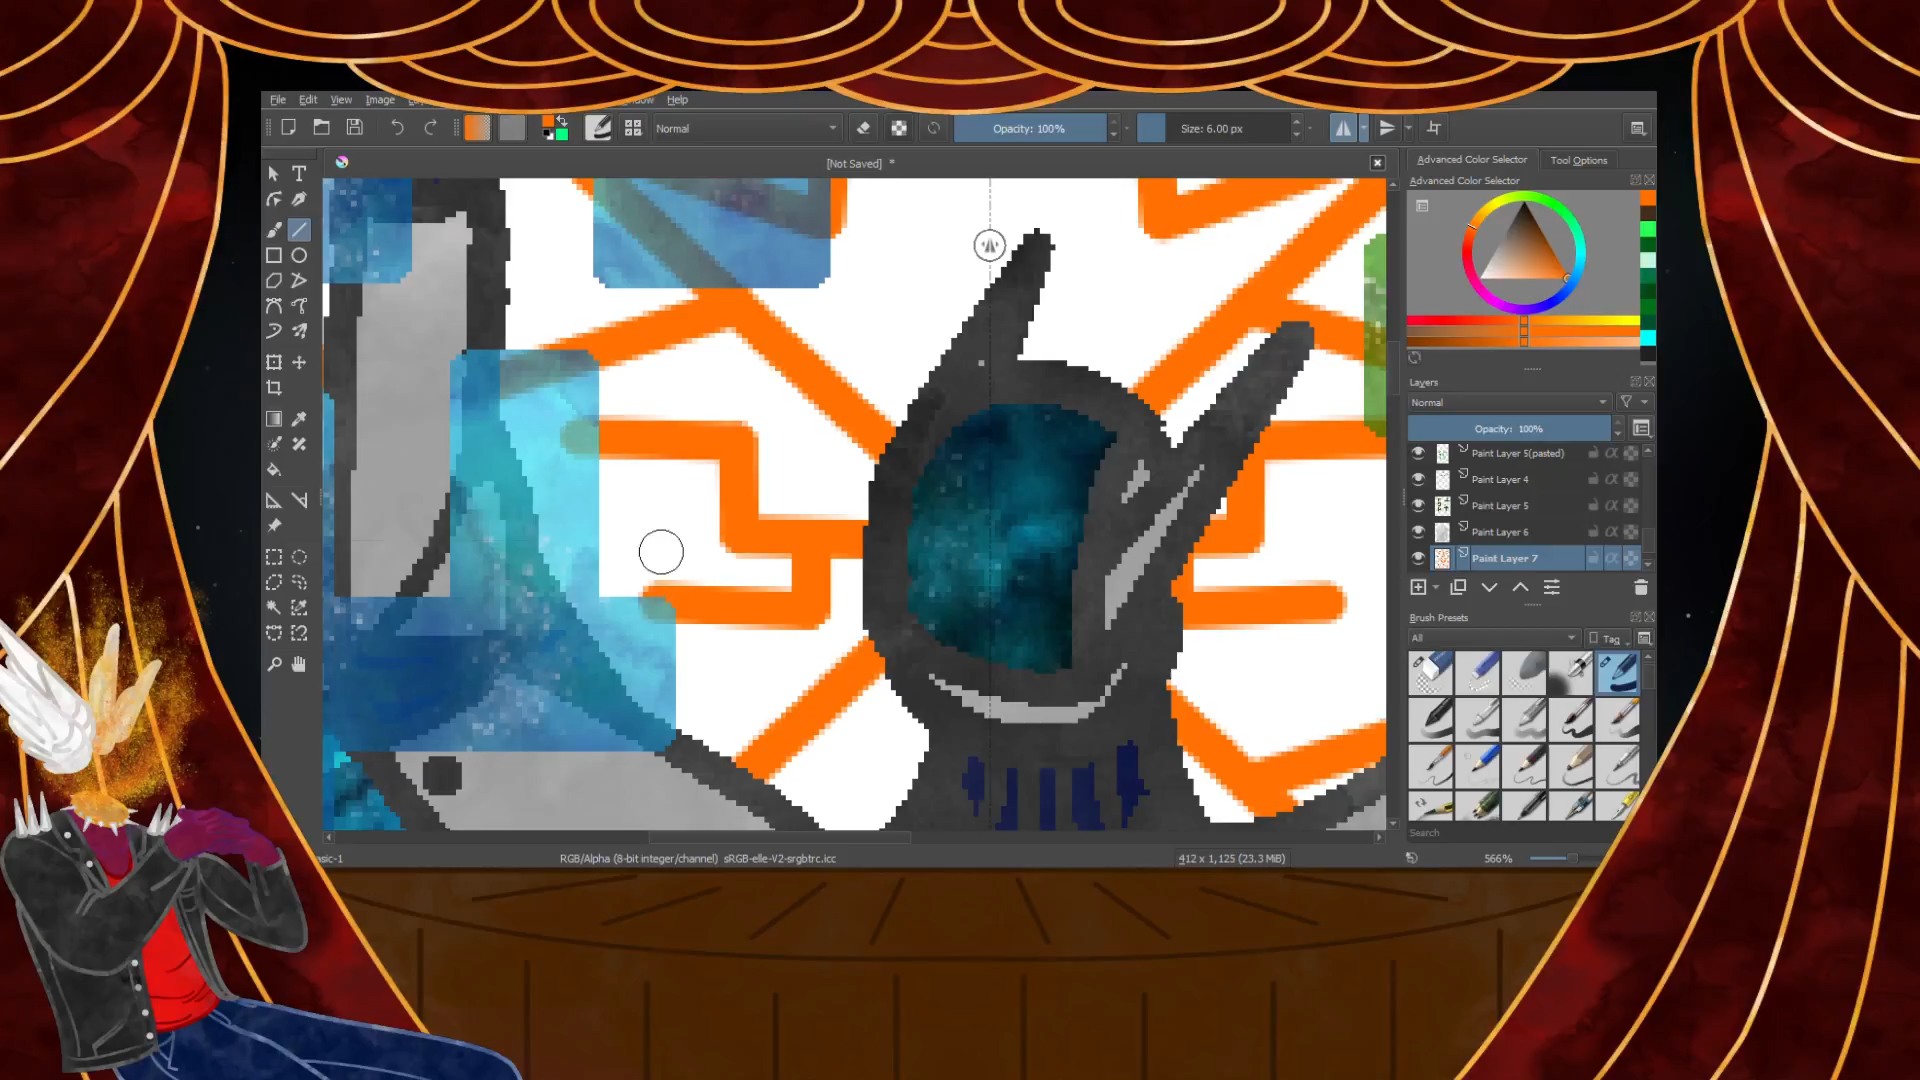 File Edit View Image Help
Normal Opacity: 100% Size: 6.00 px
[Not Saved] *
Advanced Color Selector Tool Options
Advanced Color Selector
Layers
Normal
Opacity: 100%
Paint Layer 5(pasted)
Paint Layer 4
Paint Layer 5
Paint Layer 6
Paint Layer 7
Brush Presets
All Tag
Search
RGB/Alpha (8-bit integer/channel) sRGB-elle-V2-srgbtrc.icc 412 x 1,125 (23.3 MiB) 566%